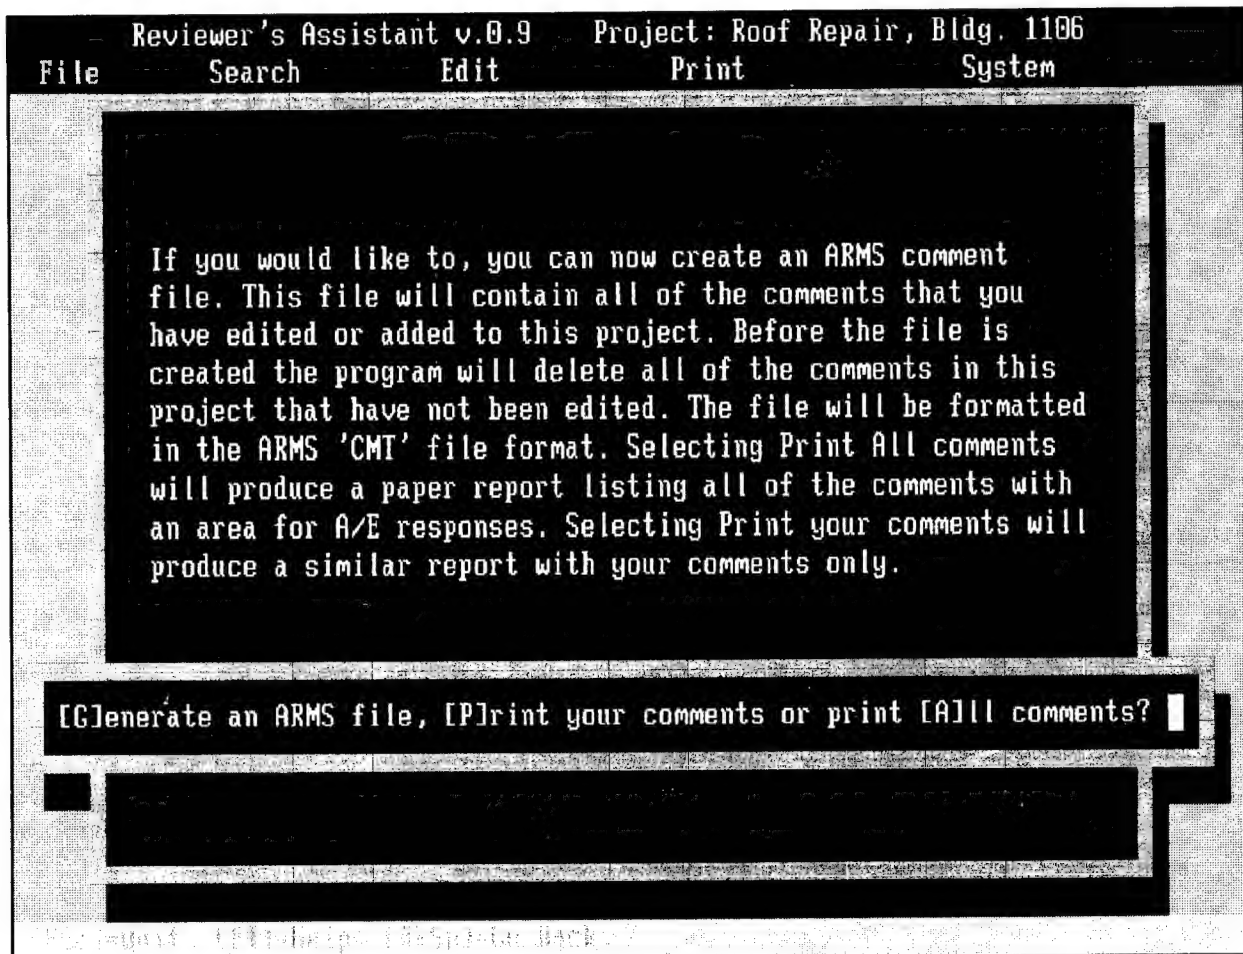 Reviewer's Assistant v.0.9 Project: Roof Repair, Bldg. 1106
File Search Edit Print System
If you would like to, you can now create an ARMS comment
file. This file will contain all of the comments that you
have edited or added to this project. Before the file is
created the program will delete all of the comments in this
project that have not been edited. The file will be formatted
in the ARMS 'CMT' file format. Selecting Print All comments
will produce a paper report listing all of the comments with
an area for A/E responses. Selecting Print your comments will
produce a similar report with your comments only.
[G]enerate an ARMS file, [P]rint your comments or print [A]ll comments?